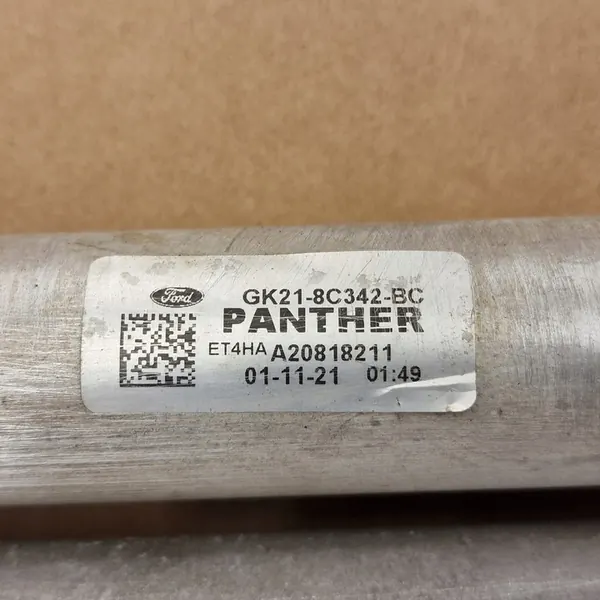 Ford GK21-8C342-BC
PANTHER
ET4HA A20818211
01-11-21 01:49